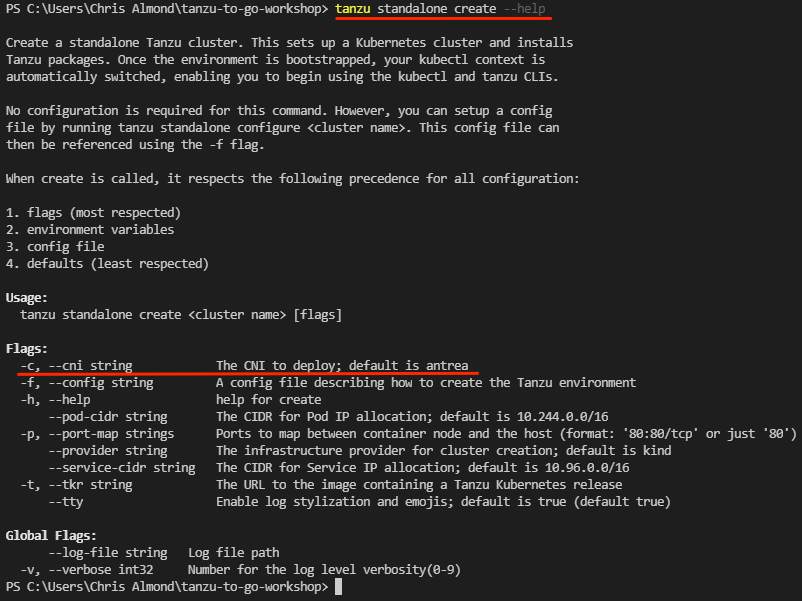 PS C:\Users\Chris Almond\tanzu-to-go-workshop> tanzu standalone create --help
Create a standalone Tanzu cluster. This sets up a Kubernetes cluster and installs
Tanzu packages. Once the environment is bootstrapped, your kubectl context is
automatically switched, enabling you to begin using the kubectl and tanzu CLIs.
No configuration is required for this command. However, you can setup a config
file by running tanzu standalone configure <cluster name>. This config file can
then be referenced using the -f flag.
When create is called, it respects the following precedence for all configuration:
1. flags (most respected)
2. environment variables
3. config file
4. defaults (least respected)
Usage:
tanzu standalone create <cluster name> [flags]
Flags:
-c, --cni string The CNI to deploy; default is antrea
-f, --config string A config file describing how to create the Tanzu environment
-h, --help help for create
--pod-cidr string The CIDR for Pod IP allocation; default is 10.244.0.0/16
-p, --port-map strings Ports to map between container node and the host (format: '80:80/tcp' or just '80')
--provider string The infrastructure provider for cluster creation; default is kind
--service-cidr string The CIDR for Service IP allocation; default is 10.96.0.0/16
-t, --tkr string The URL to the image containing a Tanzu Kubernetes release
--tty Enable log stylization and emojis; default is true (default true)
Global Flags:
--log-file string Log file path
-v, --verbose int32 Number for the log level verbosity(0-9)
PS C:\Users\Chris Almond\tanzu-to-go-workshop>